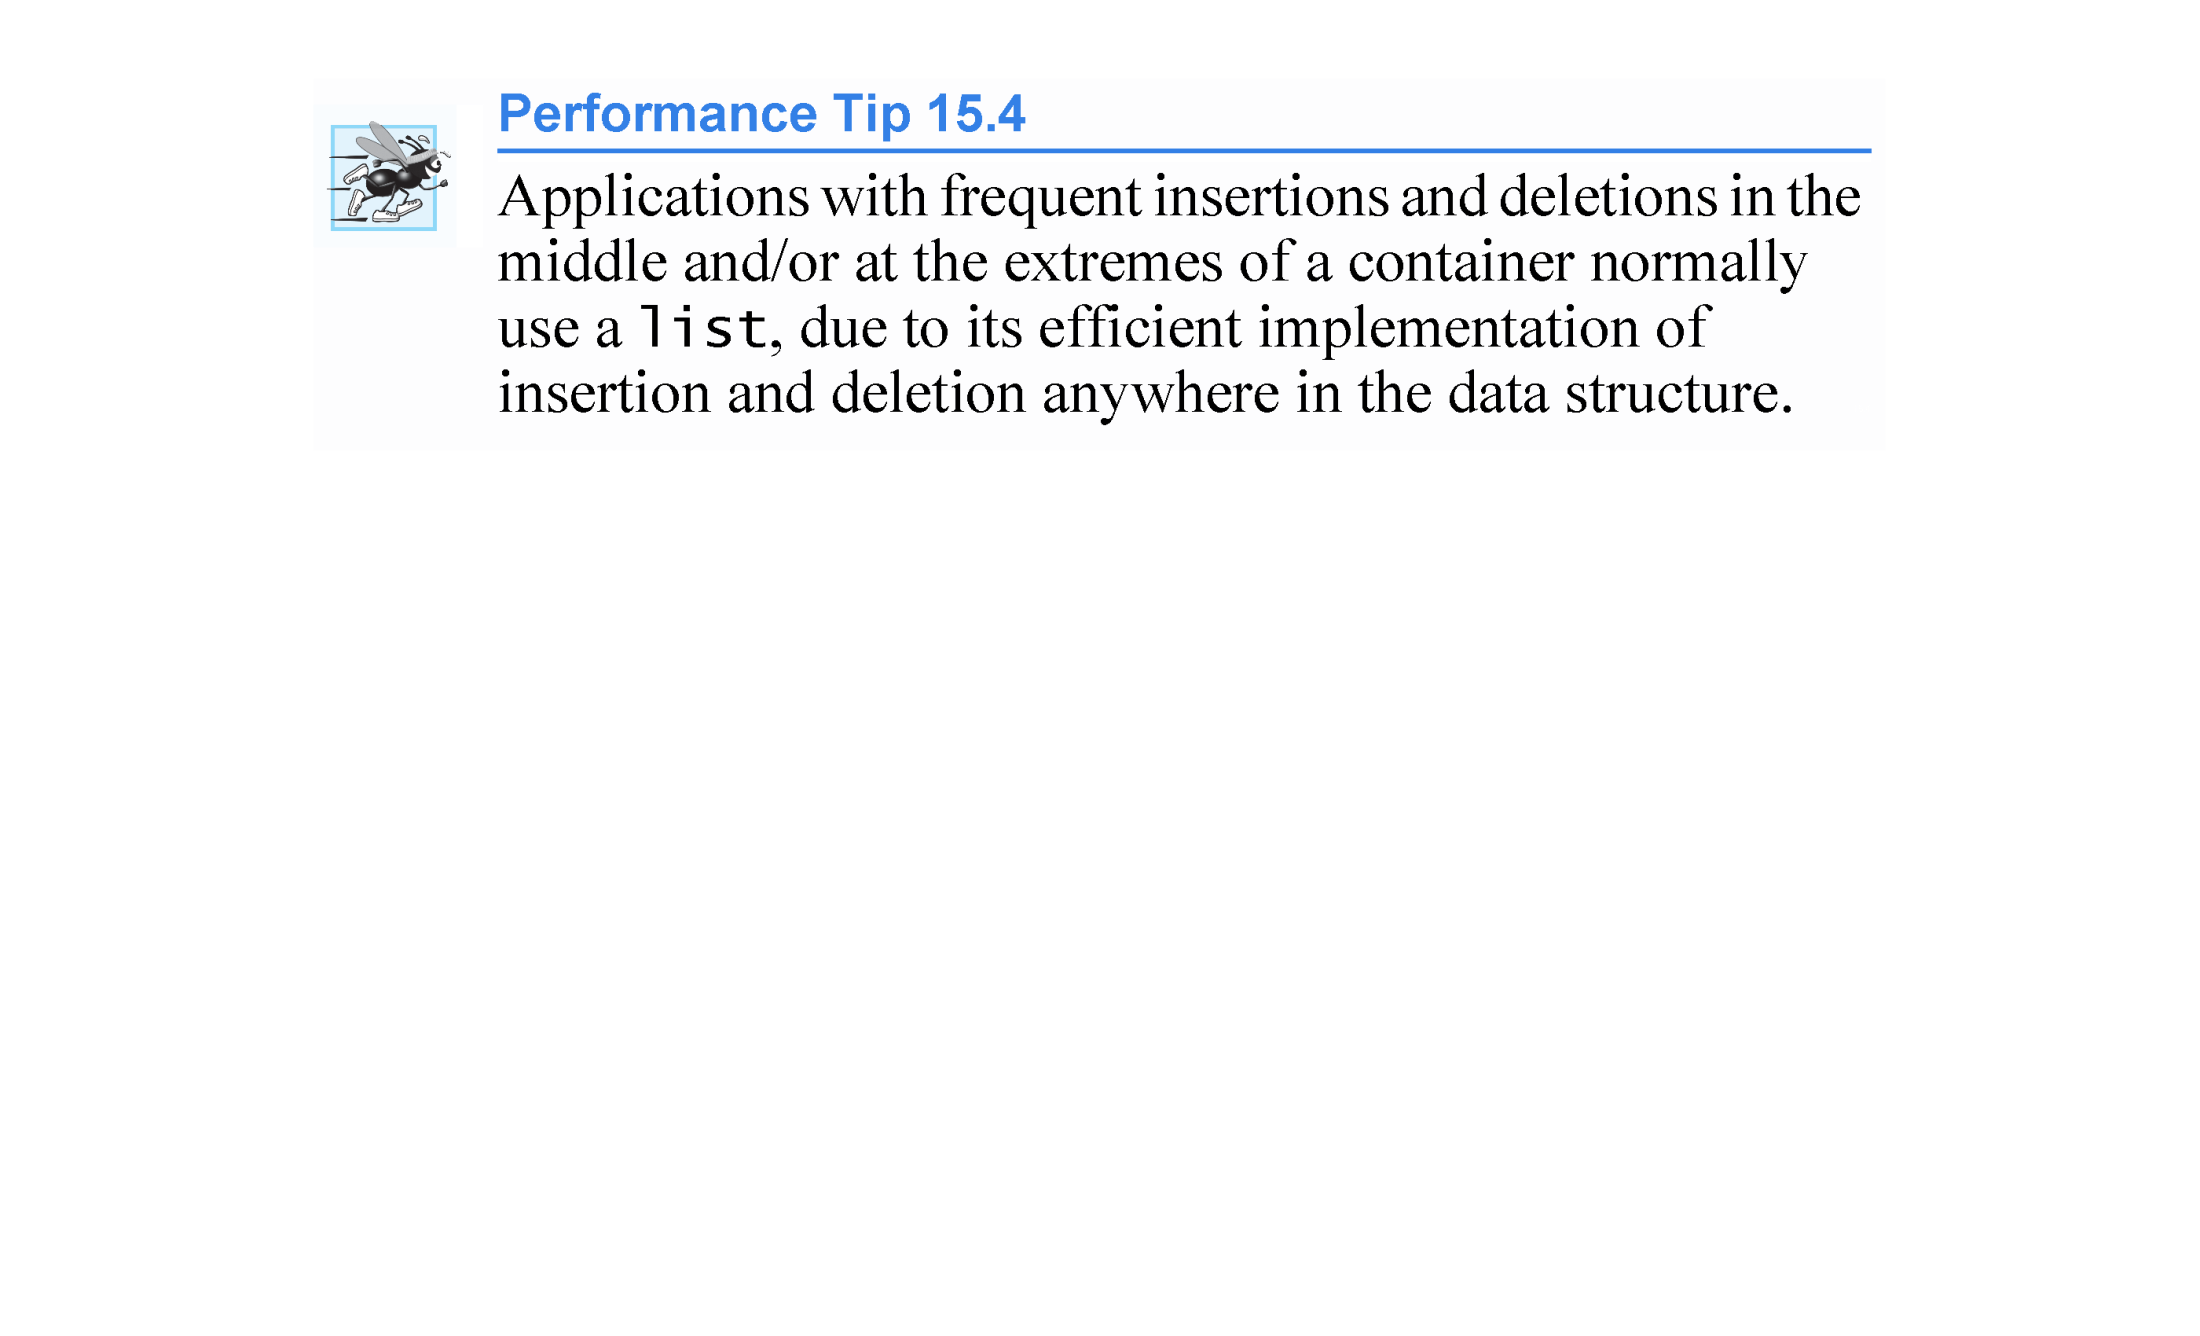 Performance Tip 15.4
Applications with frequent insertions and deletions in the
middle and/or at the extremes of a container normally
use a list, due to its efficient implementation of
insertion and deletion anywhere in the data structure.